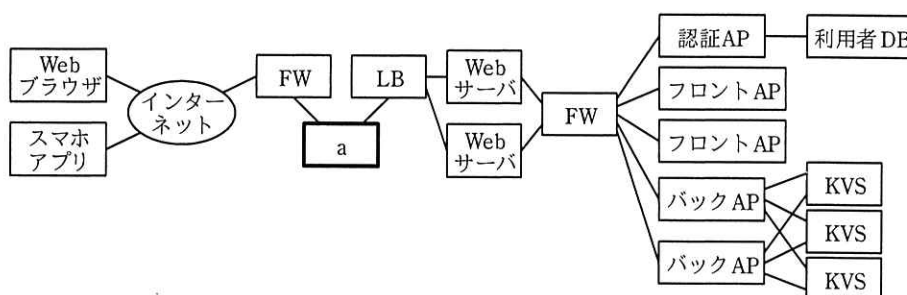 Web
ブラウザ
スマホ
アプリ
インター
ネット
FW
a
LB
Web
サーバ
Web
サーバ
FW
認証AP
利用者DB
フロントAP
フロントAP
バックAP
バックAP
KVS
KVS
KVS